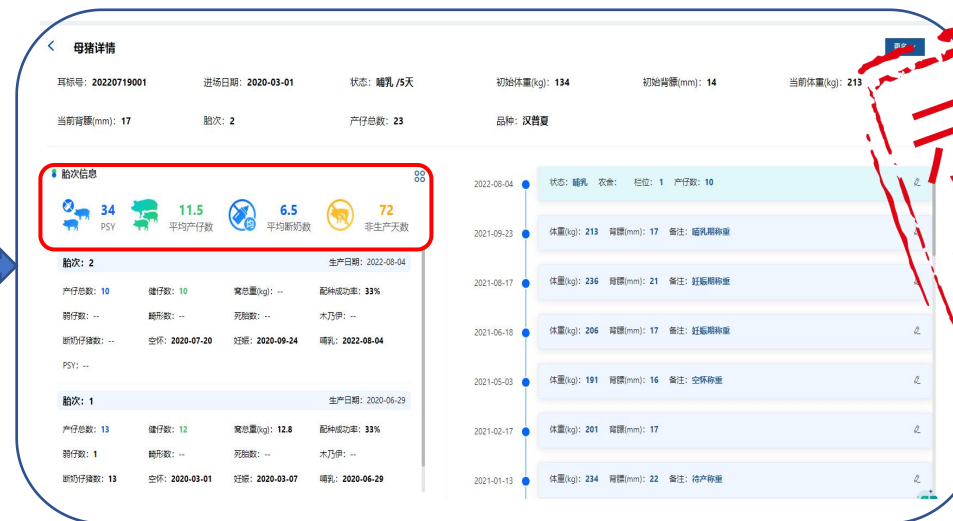 母猪详情
耳标号: 20220719001 进场日期: 2020-03-01 状态: 哺乳 /5天 初始体重(kg): 134 初始背膘(mm): 14 当前体重(kg): 213
当前背膘(mm): 17 胎次: 2 产仔总数: 23 品种: 汉普夏
胎次信息
34 11.5 6.5 72
PSY 平均产仔数 平均断奶数 非生产天数
胎次: 2 生产日期: 2022-08-04
产仔总数: 10 健仔数: 10 窝总重(kg): -- 配种成功率: 33%
弱仔数: -- 畸形数: -- 死胎数: -- 木乃伊: --
断奶仔猪数: -- 空怀: 2020-07-20 妊娠: 2020-09-24 哺乳: 2022-08-04
PSY: --
胎次: 1 生产日期: 2020-06-29
产仔总数: 13 健仔数: 12 窝总重(kg): 12.8 配种成功率: 33%
弱仔数: 1 畸形数: -- 死胎数: -- 木乃伊: --
断奶仔猪数: 13 空怀: 2020-03-01 妊娠: 2020-03-07 哺乳: 2020-06-29
2022-08-04 状态: 哺乳 农舍: 栏位: 1 产仔数: 10
2021-09-23 体重(kg): 213 背膘(mm): 17 备注: 哺乳期称重
2021-08-17 体重(kg): 236 背膘(mm): 21 备注: 妊娠期称重
2021-06-18 体重(kg): 206 背膘(mm): 17 备注: 妊娠期称重
2021-05-03 体重(kg): 191 背膘(mm): 16 备注: 空怀称重
2021-02-17 体重(kg): 201 背膘(mm): 17
2021-01-13 体重(kg): 234 背膘(mm): 22 备注: 待产称重